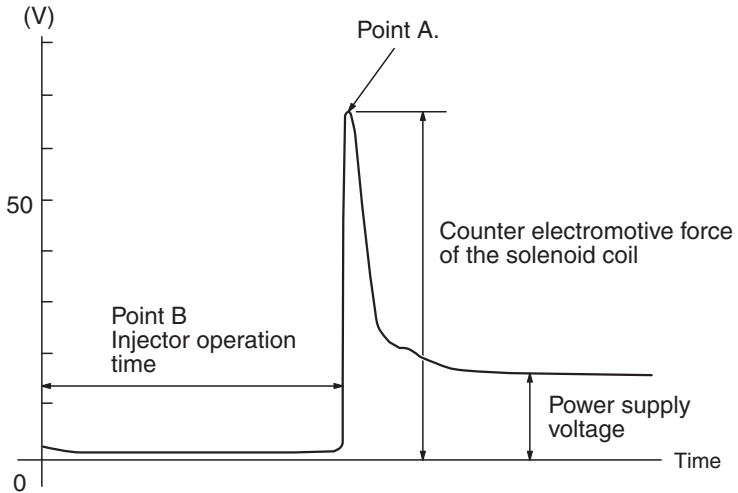 (V)
Point A.
50
Counter electromotive force
of the solenoid coil
Point B
Injector operation
time
Power supply
voltage
Time
0